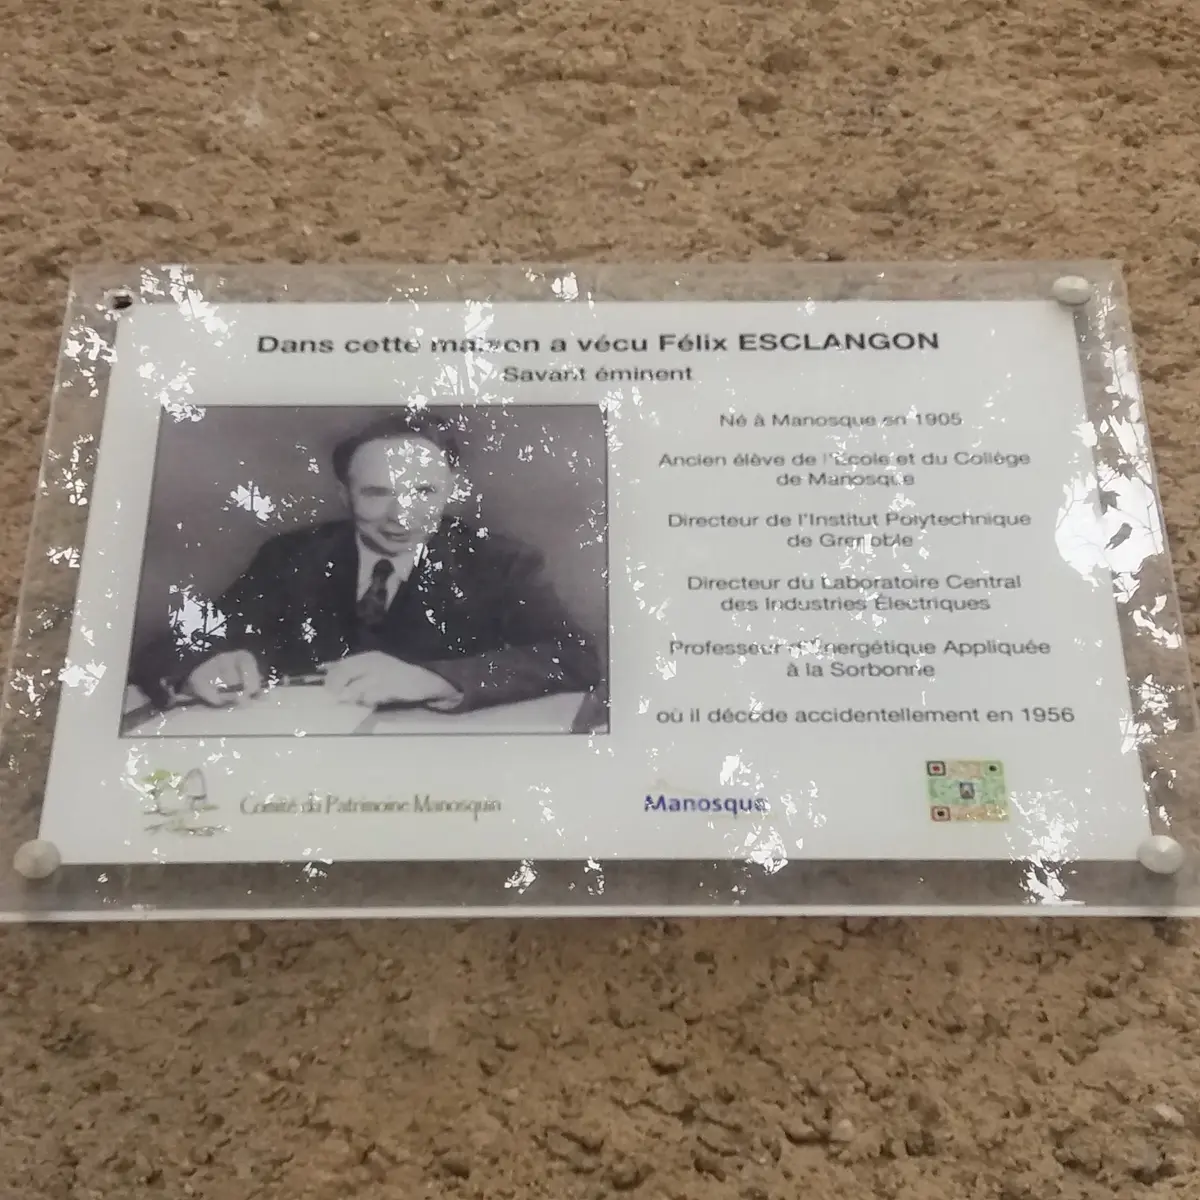 Dans cette maison a vécu Félix ESCLANGON
Savant éminent
Né à Manosque en 1905
Ancien élève de l'École et du Collège
de Manosque
Directeur de l'Institut Polytechnique
de Grenoble
Directeur du Laboratoire Central
des Industries Électriques
Professeur d'Énergétique Appliquée
à la Sorbonne
où il décède accidentellement en 1956
Comité du Patrimoine Manosquin
Manosque